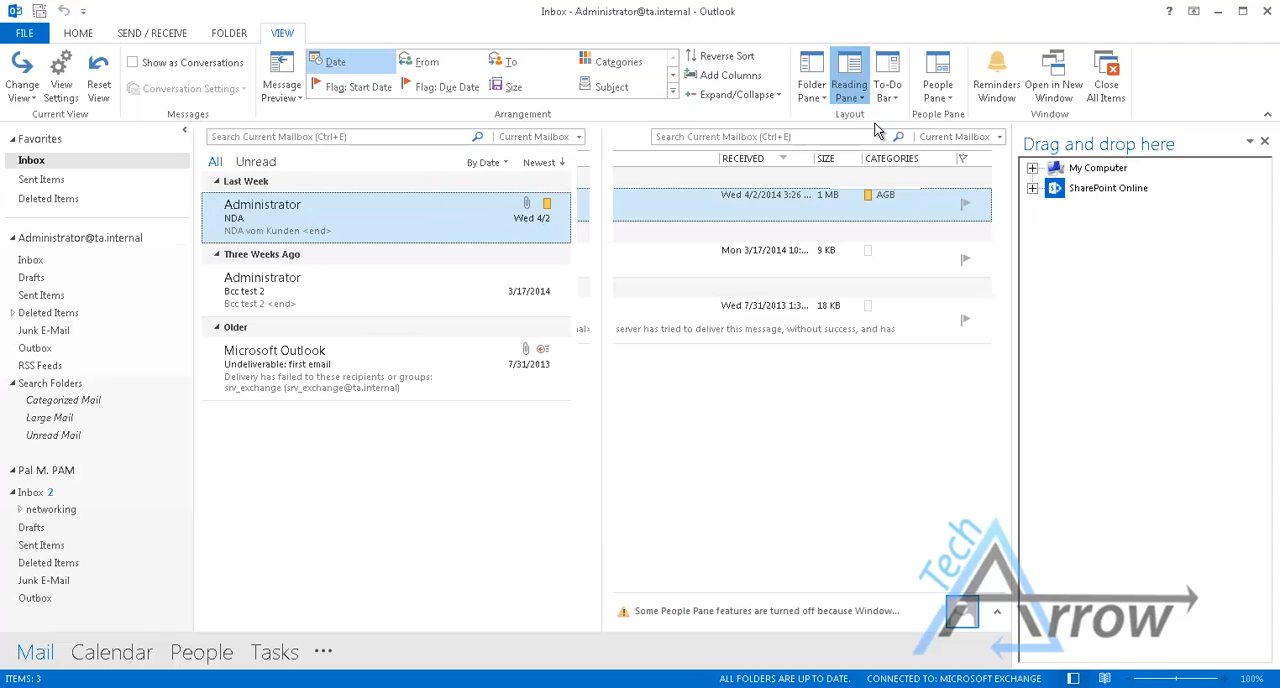 Inbox - Administrator@ta.internal - Outlook
FILE HOME SEND / RECEIVE FOLDER VIEW
Change View
View Settings
Reset View
Current View
Show as Conversations
Conversation Settings
Messages
Message Preview
Date From To Categories
Flag: Start Date Flag: Due Date Size Subject
Reverse Sort
Add Columns
Expand/Collapse
Arrangement
Folder Pane
Reading Pane
To-Do Bar
Layout
People Pane
People Pane
Reminders Window
Open in New Window
Close All Items
Window
Favorites
Inbox
Sent Items
Deleted Items
Administrator@ta.internal
Inbox
Drafts
Sent Items
Deleted Items
Junk E-Mail
Outbox
RSS Feeds
Search Folders
Categorized Mail
Large Mail
Unread Mail
Pal M. PAM
Inbox 2
networking
Drafts
Sent Items
Deleted Items
Junk E-Mail
Outbox
Search Current Mailbox (Ctrl+E) Current Mailbox
All Unread By Date Newest
Last Week
Administrator
NDA Wed 4/2
NDA vom Kunden <end>
Three Weeks Ago
Administrator
Bcc test 2 3/17/2014
Bcc test 2 <end>
Older
Microsoft Outlook
Undeliverable: first email 7/31/2013
Delivery has failed to these recipients or groups:
srv_exchange (srv_exchange@ta.internal)
Search Current Mailbox (Ctrl+E) Current Mailbox
RECEIVED SIZE CATEGORIES
Wed 4/2/2014 3:26 ... 1 MB AGB
Mon 3/17/2014 10:... 9 KB
Wed 7/31/2013 1:3... 18 KB
server has tried to deliver this message, without success, and has
Some People Pane features are turned off because Window...
Drag and drop here
My Computer
SharePoint Online
Tech
Arrow
Mail Calendar People Tasks •••
ITEMS: 3 ALL FOLDERS ARE UP TO DATE. CONNECTED TO: MICROSOFT EXCHANGE 100%